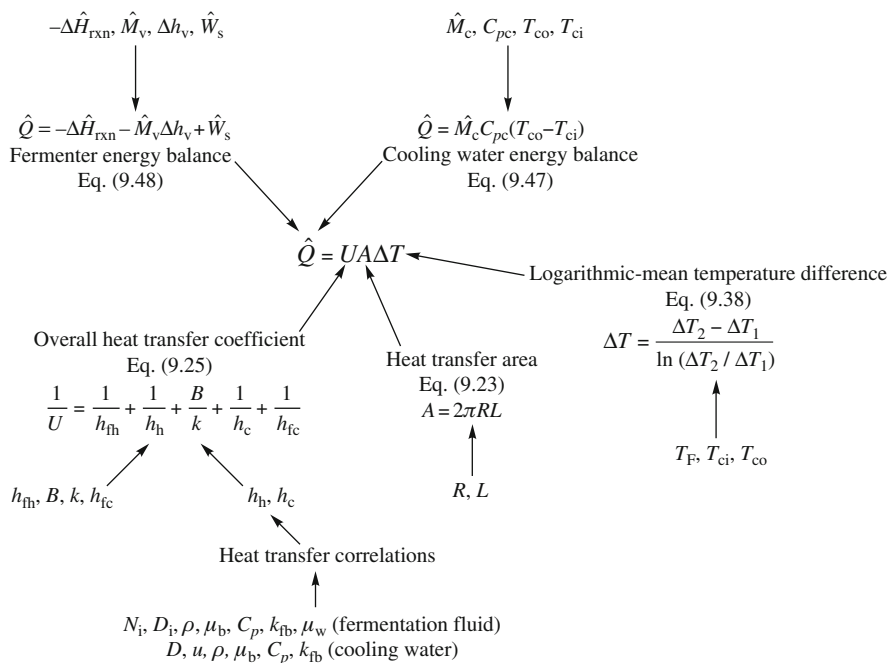 −ΔĤrxn, M̂v, Δhv, Ŵs
M̂c, Cpc, Tco, Tci
Q̂ = −ΔĤrxn − M̂vΔhv + Ŵs
Fermenter energy balance
Eq. (9.48)
Q̂ = M̂cCpc(Tco−Tci)
Cooling water energy balance
Eq. (9.47)
Q̂ = UAΔT
Logarithmic-mean temperature difference
Eq. (9.38)
ΔT = (ΔT2 − ΔT1) / (ln (ΔT2 / ΔT1))
Overall heat transfer coefficient
Eq. (9.25)
1/U = 1/hfh + 1/hh + B/k + 1/hc + 1/hfc
Heat transfer area
Eq. (9.23)
A = 2πRL
TF, Tci, Tco
hfh, B, k, hfc
hh, hc
R, L
Heat transfer correlations
Ni, Di, ρ, μb, Cp, kfb, μw (fermentation fluid)
D, u, ρ, μb, Cp, kfb (cooling water)